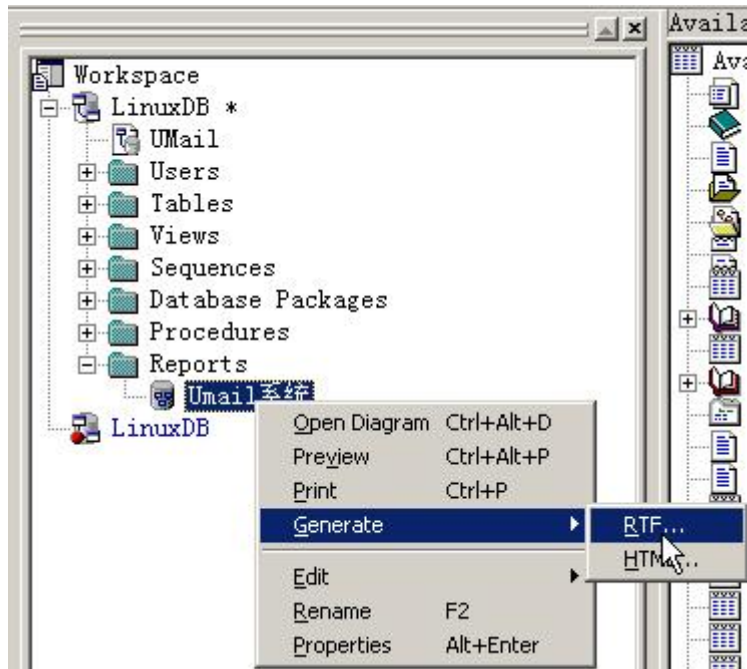 Availa
Workspace
Ava
LinuxDB *
UMail
Users
Tables
Views
Sequences
Database Packages
Procedures
Reports
Umail系统
LinuxDB
Open Diagram Ctrl+Alt+D
Preview Ctrl+Alt+P
Print Ctrl+P
Generate
RTF...
Edit
Rename F2
Properties Alt+Enter